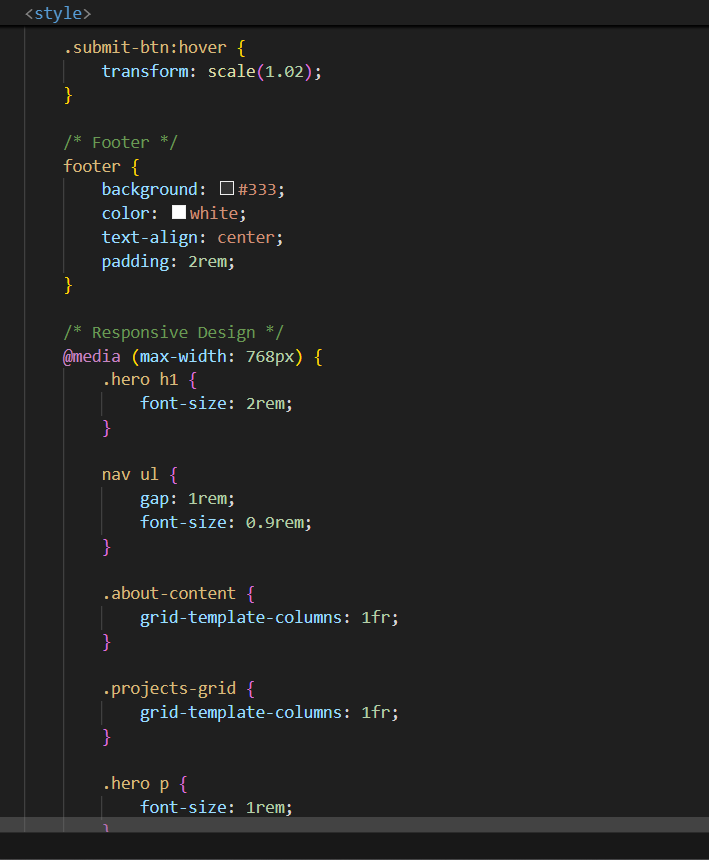 <style>
.submit-btn:hover {
transform: scale(1.02);
}
/* Footer */
footer {
background: #333;
color: white;
text-align: center;
padding: 2rem;
}
/* Responsive Design */
@media (max-width: 768px) {
.hero h1 {
font-size: 2rem;
}
nav ul {
gap: 1rem;
font-size: 0.9rem;
}
.about-content {
grid-template-columns: 1fr;
}
.projects-grid {
grid-template-columns: 1fr;
}
.hero p {
font-size: 1rem;
}